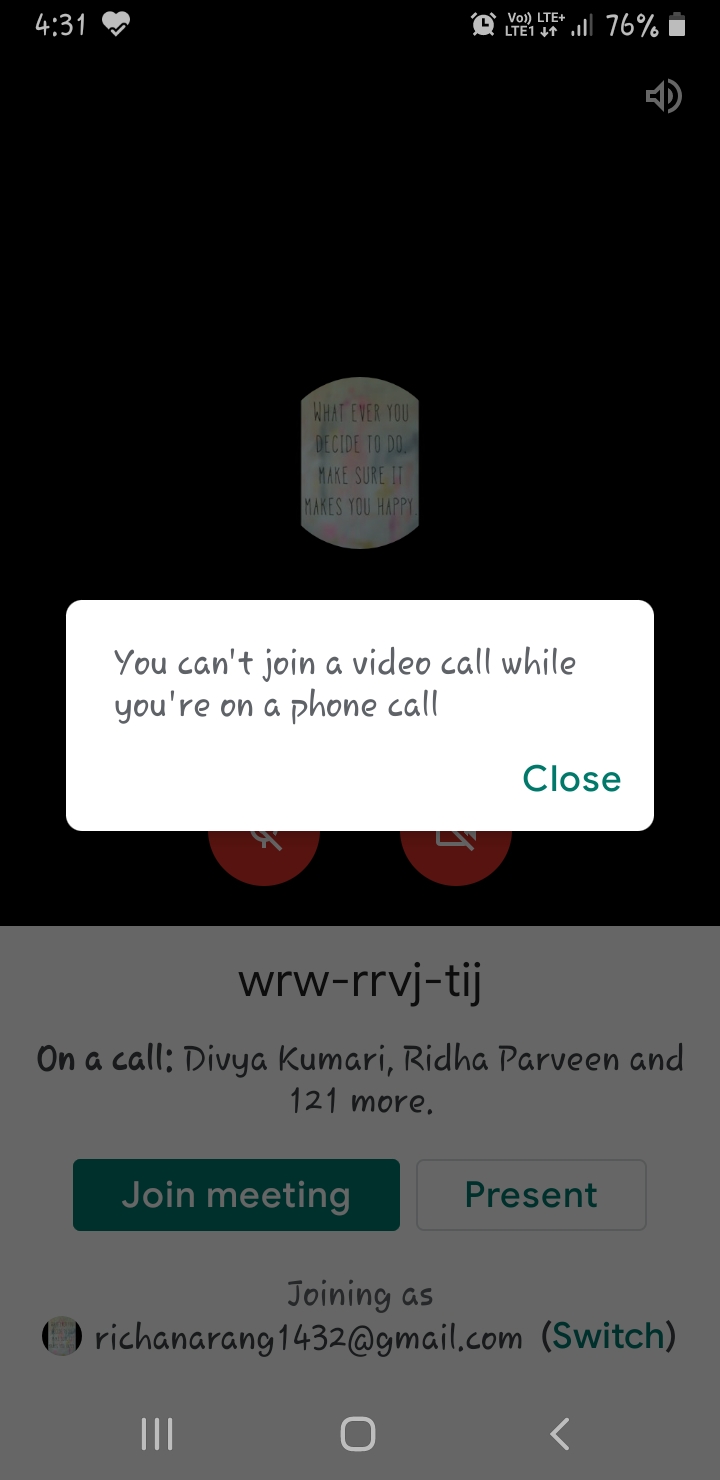 4:31
Vo)) LTE+
LTE1
76%
WHAT EVER YOU
DECIDE TO DO,
MAKE SURE IT
MAKES YOU HAPPY.
You can't join a video call while
you're on a phone call
Close
wrw-rrvj-tij
On a call: Divya Kumari, Ridha Parveen and
121 more.
Join meeting
Present
Joining as
richanarang1432@gmail.com (Switch)